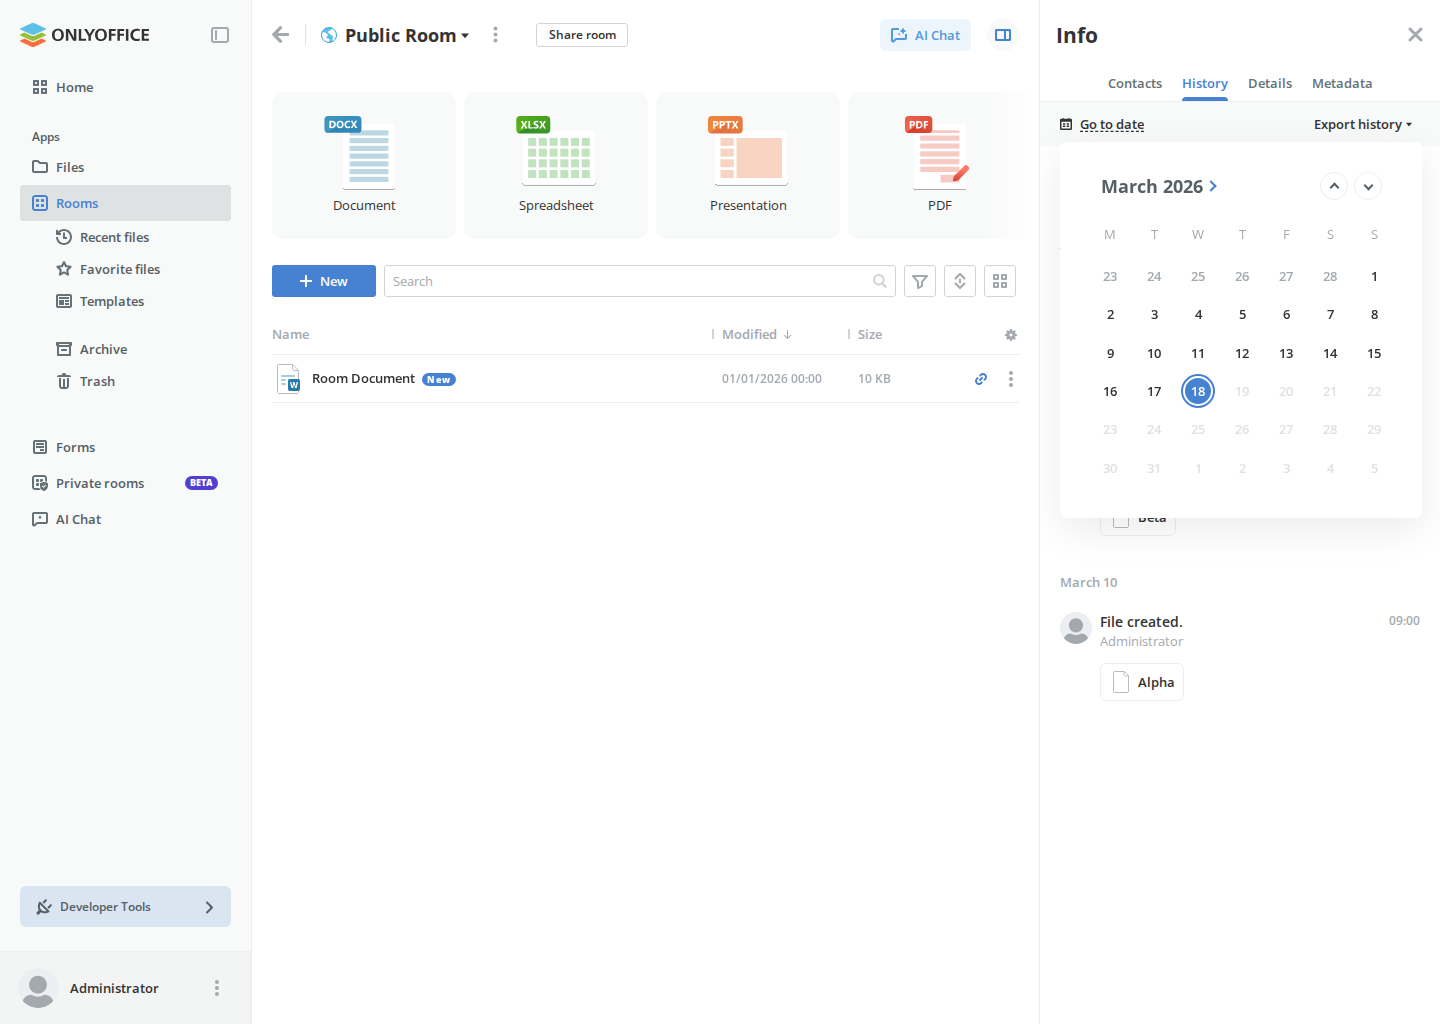 ONLYOFFICE
Home
Apps
Files
Rooms
Recent files
Favorite files
Templates
Archive
Trash
Forms
Private rooms BETA
AI Chat
Developer Tools
Administrator
Public Room
Share room
AI Chat
DOCX
Document
XLSX
Spreadsheet
PPTX
Presentation
PDF
PDF
New
Search
Name Modified Size
W
Room Document New 01/01/2026 00:00 10 KB
Info
Contacts History Details Metadata
Go to date Export history
March 2026
M T W T F S S
23 24 25 26 27 28 1
2 3 4 5 6 7 8
9 10 11 12 13 14 15
16 17 18 19 20 21 22
23 24 25 26 27 28 29
30 31 1 2 3 4 5
Beta
March 10
File created. 09:00
Administrator
Alpha